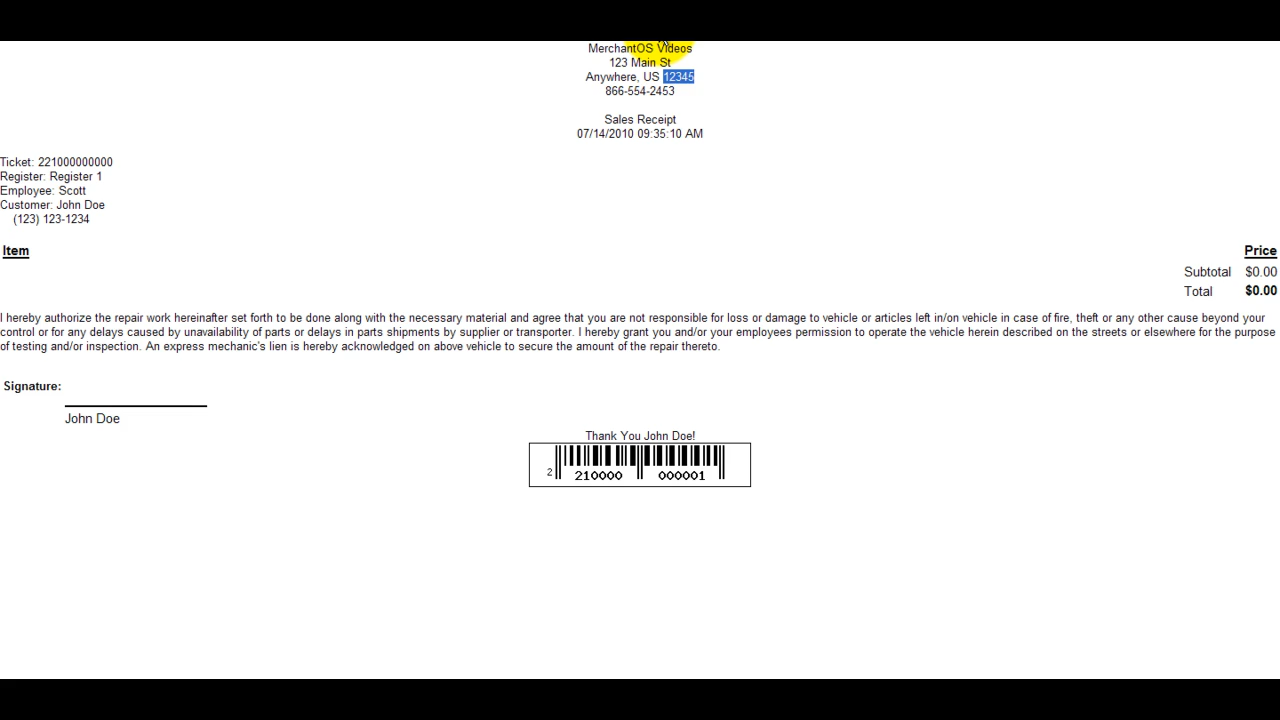 MerchantOS Videos
123 Main St
Anywhere, US 12345
866-554-2453
Sales Receipt
07/14/2010 09:35:10 AM
Ticket: 221000000000
Register: Register 1
Employee: Scott
Customer: John Doe
(123) 123-1234
Item Price
Subtotal $0.00
Total $0.00
I hereby authorize the repair work hereinafter set forth to be done along with the necessary material and agree that you are not responsible for loss or damage to vehicle or articles left in/on vehicle in case of fire, theft or any other cause beyond your
control or for any delays caused by unavailability of parts or delays in parts shipments by supplier or transporter. I hereby grant you and/or your employees permission to operate the vehicle herein described on the streets or elsewhere for the purpose
of testing and/or inspection. An express mechanic's lien is hereby acknowledged on above vehicle to secure the amount of the repair thereto.
Signature:
John Doe
Thank You John Doe!
2 210000 000001